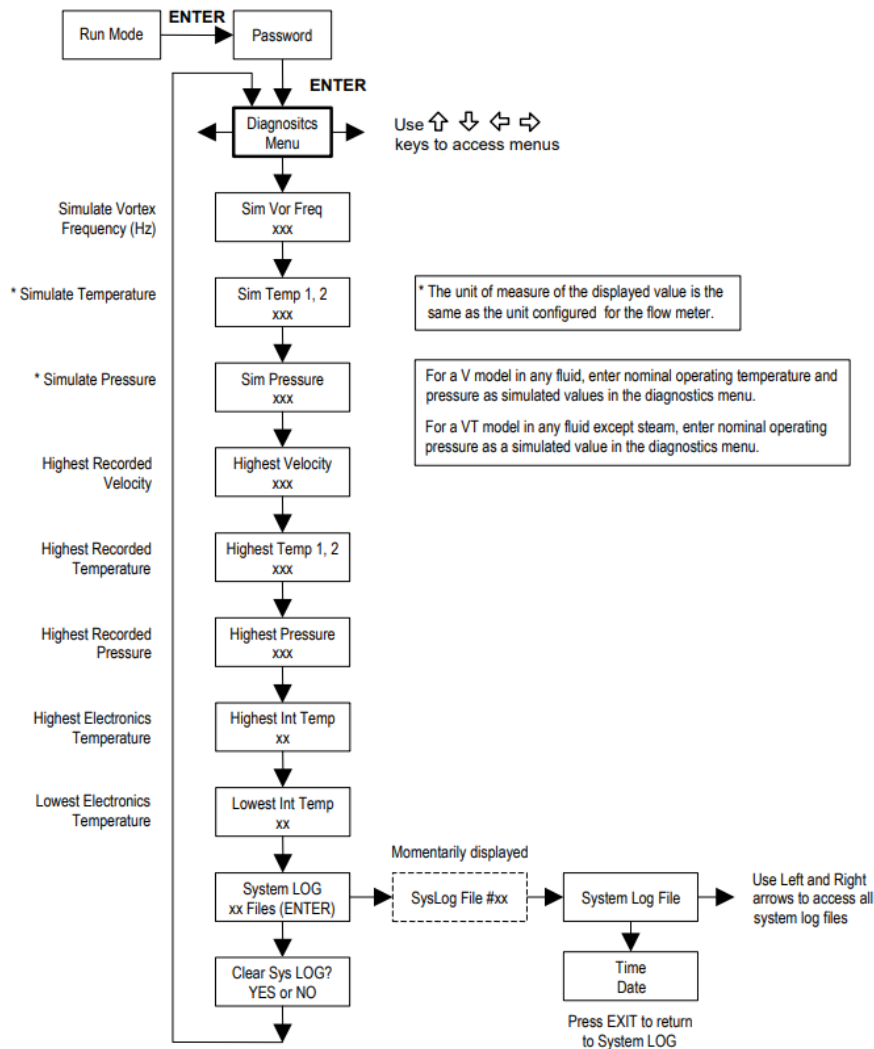 ENTER
Run Mode
Password
ENTER
Diagnositcs
Menu
Use
keys to access menus
Simulate Vortex
Frequency (Hz)
Sim Vor Freq
xxx
* Simulate Temperature
Sim Temp 1, 2
xxx
* The unit of measure of the displayed value is the
same as the unit configured for the flow meter.
* Simulate Pressure
Sim Pressure
xxx
For a V model in any fluid, enter nominal operating temperature and
pressure as simulated values in the diagnostics menu.
For a VT model in any fluid except steam, enter nominal operating
pressure as a simulated value in the diagnostics menu.
Highest Recorded
Velocity
Highest Velocity
xxx
Highest Recorded
Temperature
Highest Temp 1, 2
xxx
Highest Recorded
Pressure
Highest Pressure
xxx
Highest Electronics
Temperature
Highest Int Temp
xx
Lowest Electronics
Temperature
Lowest Int Temp
xx
System LOG
xx Files (ENTER)
Momentarily displayed
SysLog File #xx
System Log File
Use Left and Right
arrows to access all
system log files
Clear Sys LOG?
YES or NO
Time
Date
Press EXIT to return
to System LOG